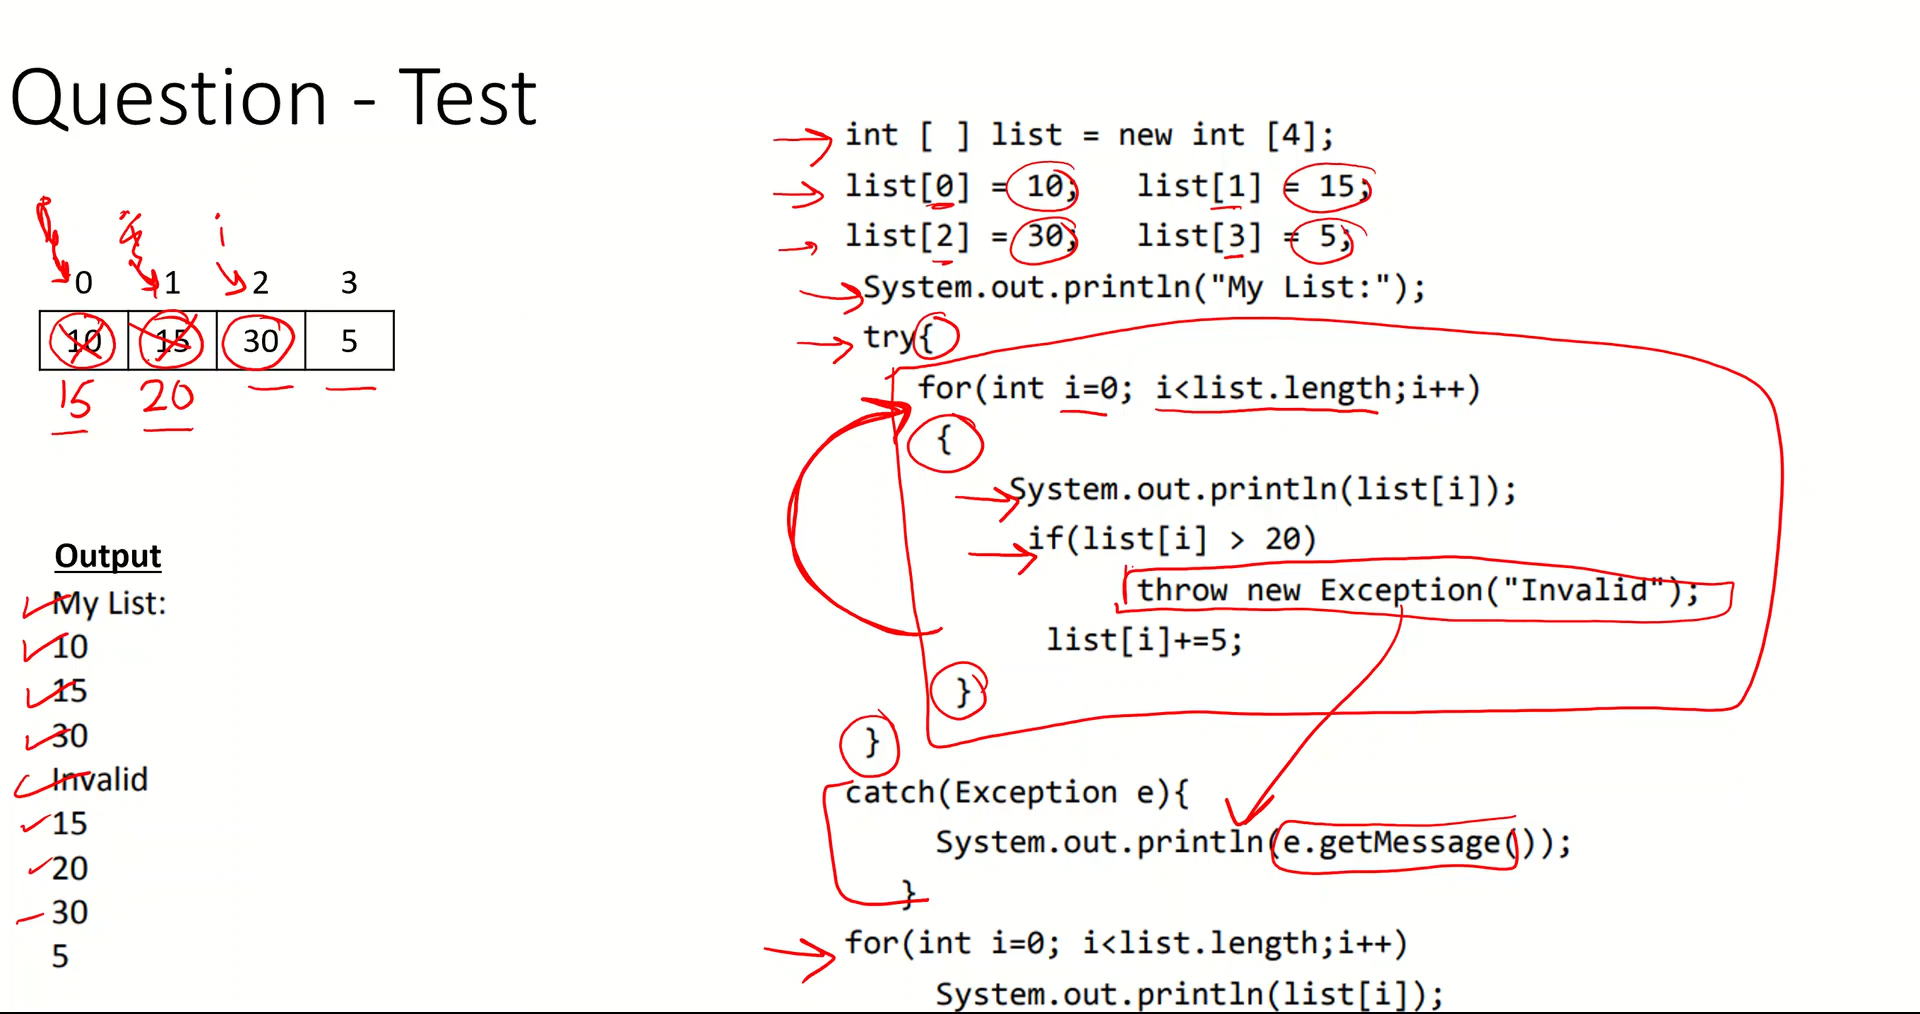 Question - Test
i
0 1 2 3
10 15 30 5
15 20
Output
My List:
10
15
30
Invalid
15
20
30
5
int [ ] list = new int [4];
list[0] = 10; list[1] = 15;
list[2] = 30; list[3] = 5;
System.out.println("My List:");
try{
for(int i=0; i<list.length;i++)
{
System.out.println(list[i]);
if(list[i] > 20)
throw new Exception("Invalid");
list[i]+=5;
}
}
catch(Exception e){
System.out.println(e.getMessage());
}
for(int i=0; i<list.length;i++)
System.out.println(list[i]);